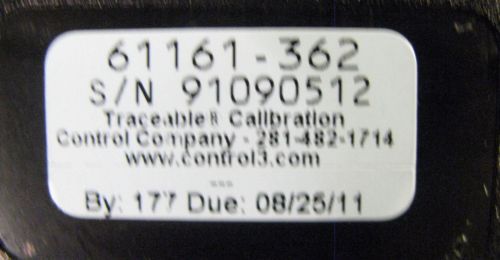 61161-362
S/N 91090512
Traceable® Calibration
Control Company - 281-482-1714
www.control3.com
---
By: 177 Due: 08/25/11